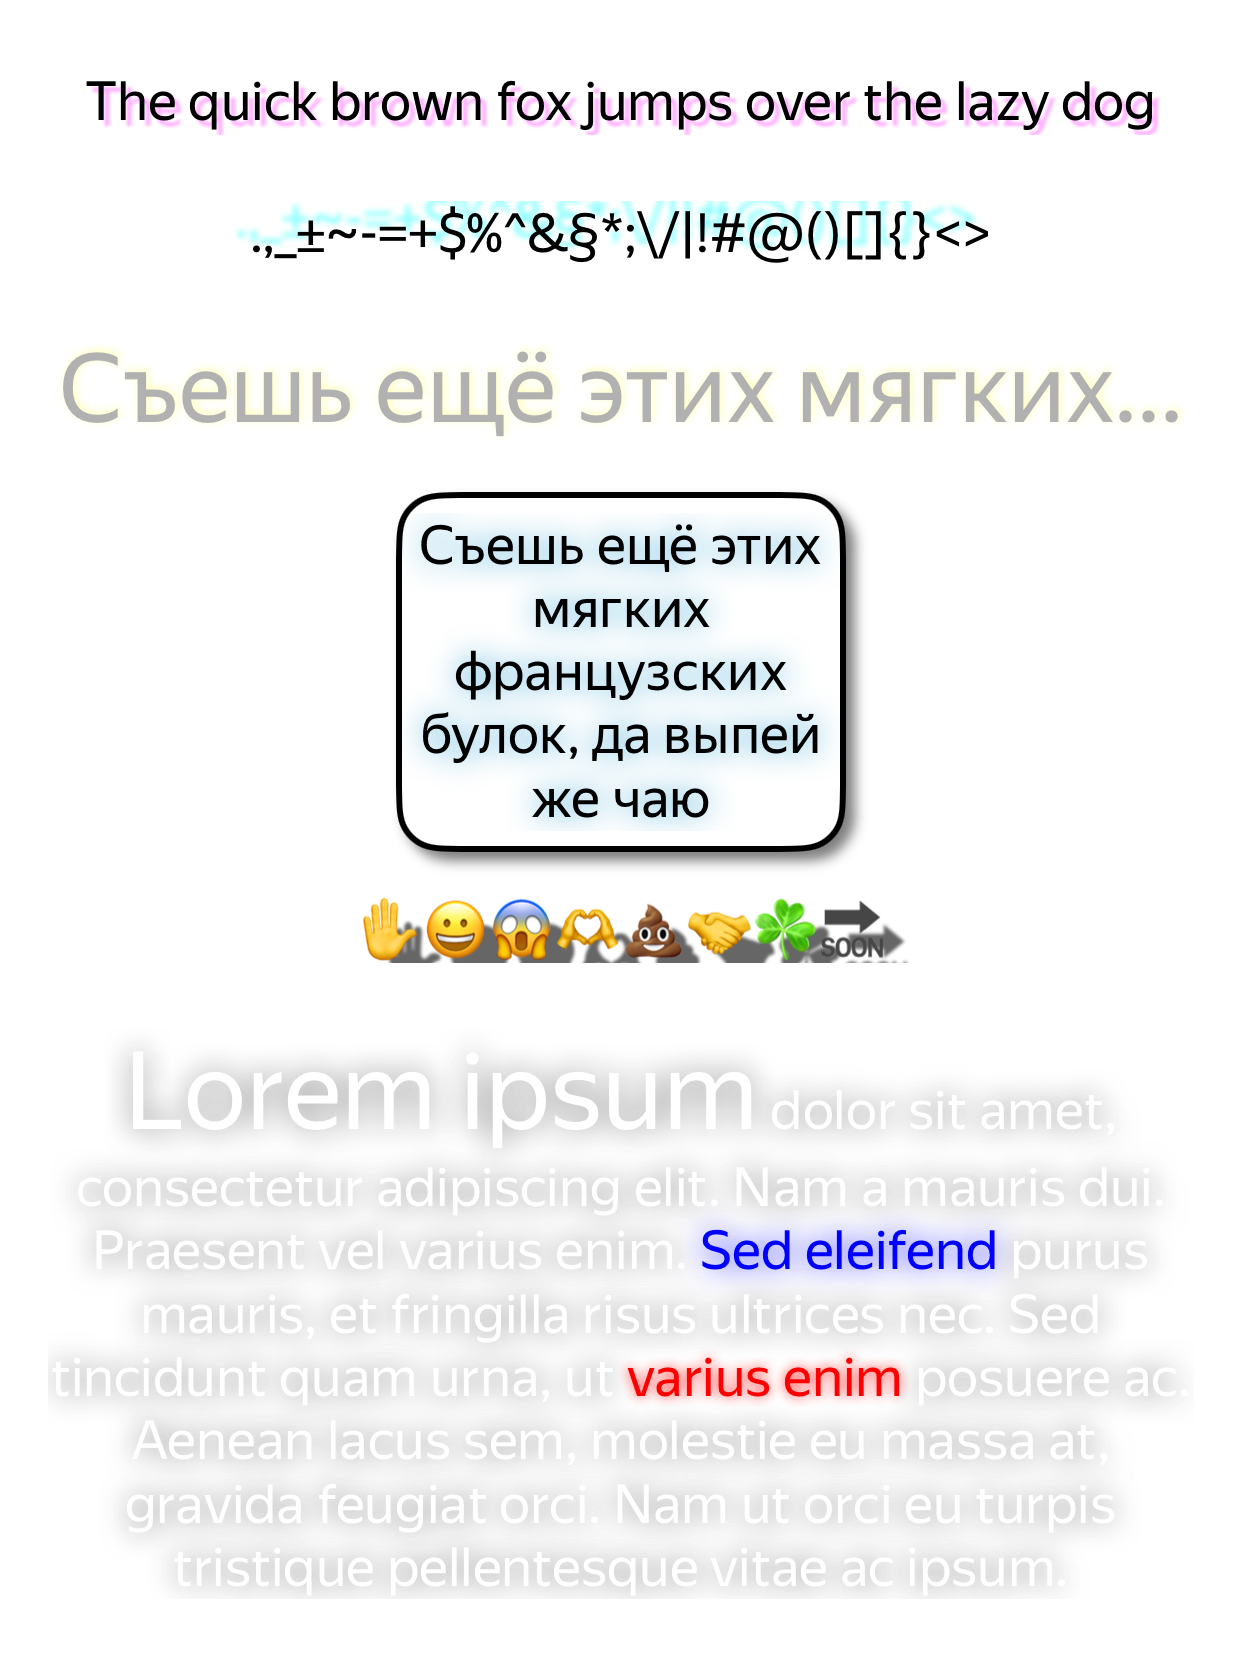 The quick brown fox jumps over the lazy dog
.,_±~-=+$%^&§*;\/|!#@()[]{}<>
Съешь ещё этих мягких...
Съешь ещё этих
мягких
французских
булок, да выпей
же чаю
✋😀😱🫶💩🤝☘️🔜
Lorem ipsum dolor sit amet,
consectetur adipiscing elit. Nam a mauris dui.
Praesent vel varius enim. Sed eleifend purus
mauris, et fringilla risus ultrices nec. Sed
tincidunt quam urna, ut varius enim posuere ac.
Aenean lacus sem, molestie eu massa at,
gravida feugiat orci. Nam ut orci eu turpis
tristique pellentesque vitae ac ipsum.